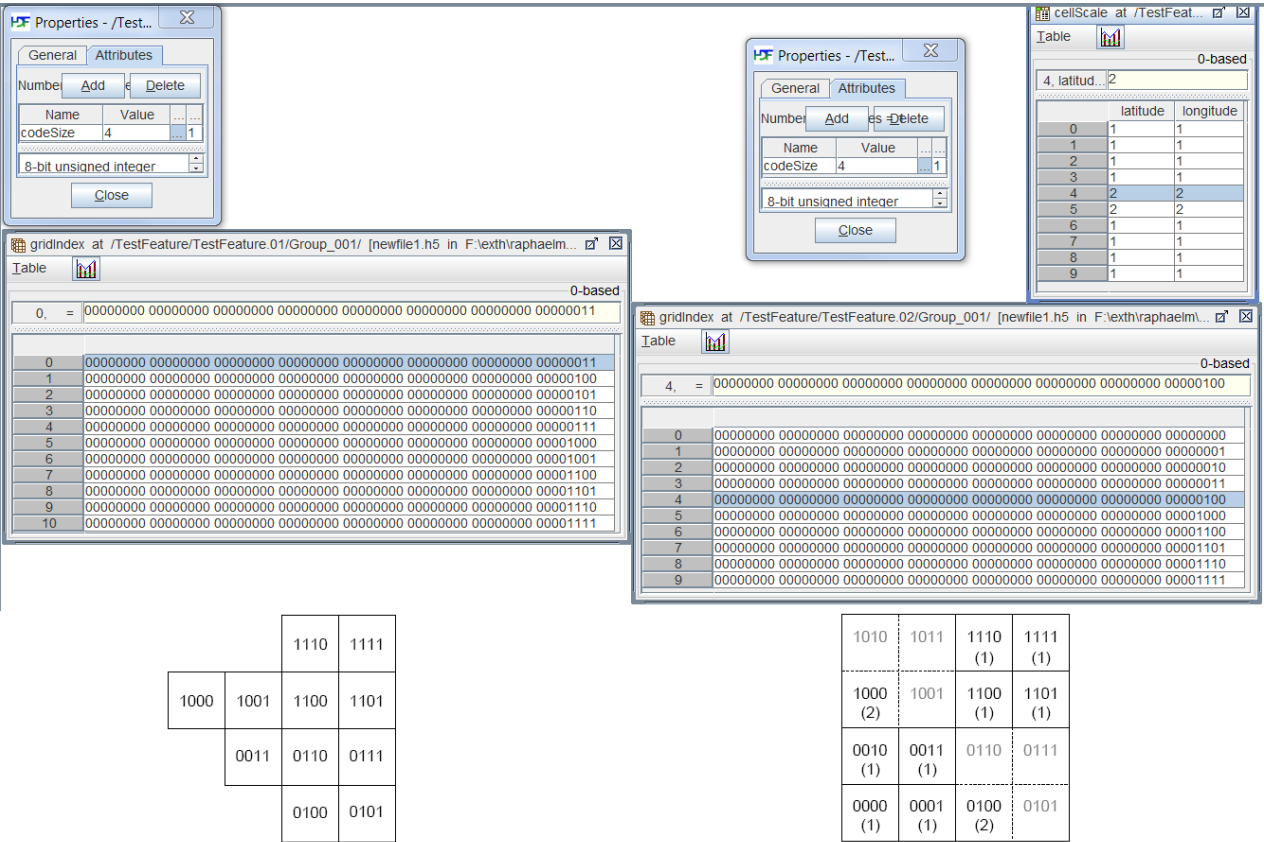 HDF Properties - /Test...
General Attributes
Number Add e Delete
Name Value ... ...
codeSize 4 ... 1
8-bit unsigned integer
Close
gridIndex at /TestFeature/TestFeature.01/Group_001/ [newfile1.h5 in F:\exth\raphaelm...
Table
0-based
0, = 00000000 00000000 00000000 00000000 00000000 00000000 00000000 00000011
0 00000000 00000000 00000000 00000000 00000000 00000000 00000000 00000011
1 00000000 00000000 00000000 00000000 00000000 00000000 00000000 00000100
2 00000000 00000000 00000000 00000000 00000000 00000000 00000000 00000101
3 00000000 00000000 00000000 00000000 00000000 00000000 00000000 00000110
4 00000000 00000000 00000000 00000000 00000000 00000000 00000000 00000111
5 00000000 00000000 00000000 00000000 00000000 00000000 00000000 00001000
6 00000000 00000000 00000000 00000000 00000000 00000000 00000000 00001001
7 00000000 00000000 00000000 00000000 00000000 00000000 00000000 00001100
8 00000000 00000000 00000000 00000000 00000000 00000000 00000000 00001101
9 00000000 00000000 00000000 00000000 00000000 00000000 00000000 00001110
10 00000000 00000000 00000000 00000000 00000000 00000000 00000000 00001111
1110 1111
1000 1001 1100 1101
0011 0110 0111
0100 0101
HDF Properties - /Test...
General Attributes
Number Add es = Delete
Name Value ... ...
codeSize 4 ... 1
8-bit unsigned integer
Close
cellScale at /TestFeat...
Table
0-based
4, latitud... 2
latitude longitude
0 1 1
1 1 1
2 1 1
3 1 1
4 2 2
5 2 2
6 1 1
7 1 1
8 1 1
9 1 1
gridIndex at /TestFeature/TestFeature.02/Group_001/ [newfile1.h5 in F:\exth\raphaelm\...
Table
0-based
4, = 00000000 00000000 00000000 00000000 00000000 00000000 00000000 00000100
0 00000000 00000000 00000000 00000000 00000000 00000000 00000000 00000000
1 00000000 00000000 00000000 00000000 00000000 00000000 00000000 00000001
2 00000000 00000000 00000000 00000000 00000000 00000000 00000000 00000010
3 00000000 00000000 00000000 00000000 00000000 00000000 00000000 00000011
4 00000000 00000000 00000000 00000000 00000000 00000000 00000000 00000100
5 00000000 00000000 00000000 00000000 00000000 00000000 00000000 00001000
6 00000000 00000000 00000000 00000000 00000000 00000000 00000000 00001100
7 00000000 00000000 00000000 00000000 00000000 00000000 00000000 00001101
8 00000000 00000000 00000000 00000000 00000000 00000000 00000000 00001110
9 00000000 00000000 00000000 00000000 00000000 00000000 00000000 00001111
1010 1011 1110 1111
(1) (1)
1000 1001 1100 1101
(2) (1) (1)
0010 0011 0110 0111
(1) (1)
0000 0001 0100 0101
(1) (1) (2)